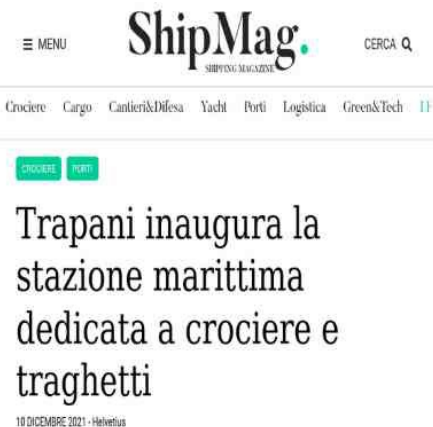 ≡ MENU
ShipMag.
SHIPPING MAGAZINE
CERCA
Crociere Cargo Cantieri&Difesa Yacht Porti Logistica Green&Tech
CROCIERE PORTI
Trapani inaugura la
stazione marittima
dedicata a crociere e
traghetti
10 DICEMBRE 2021 - Helvetius